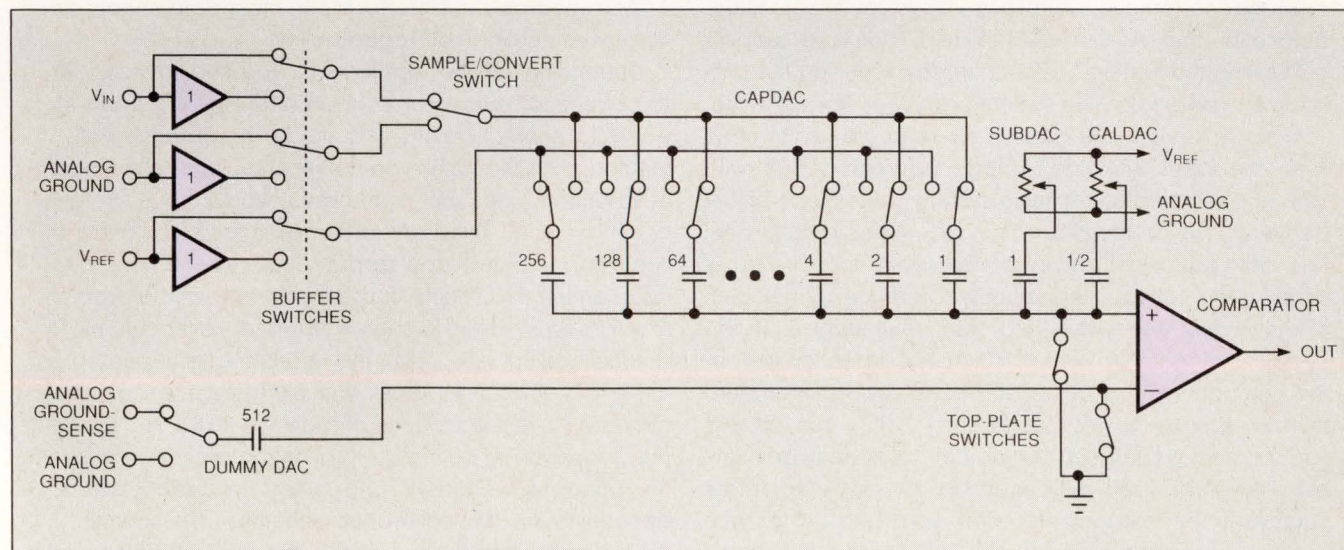 SAMPLE/CONVERT
SWITCH
CAPDAC
SUBDAC
CALDAC
V_IN
1
V_REF
ANALOG
GROUND
1
ANALOG
GROUND
V_REF
1
256
128
64
4
2
1
1
1/2
BUFFER
SWITCHES
+
COMPARATOR
OUT
−
ANALOG
GROUND-
SENSE
512
TOP-PLATE
SWITCHES
ANALOG
GROUND
DUMMY DAC